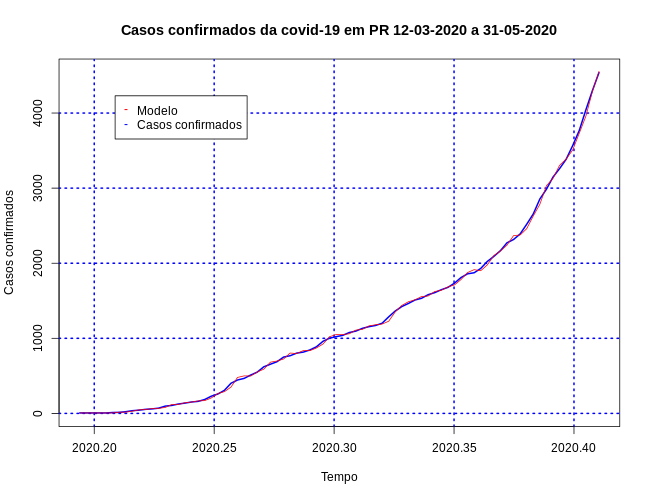 Casos confirmados da covid-19 em PR 12-03-2020 a 31-05-2020
Casos confirmados
4000
3000
2000
1000
0
Modelo
Casos confirmados
2020.20 2020.25 2020.30 2020.35 2020.40
Tempo